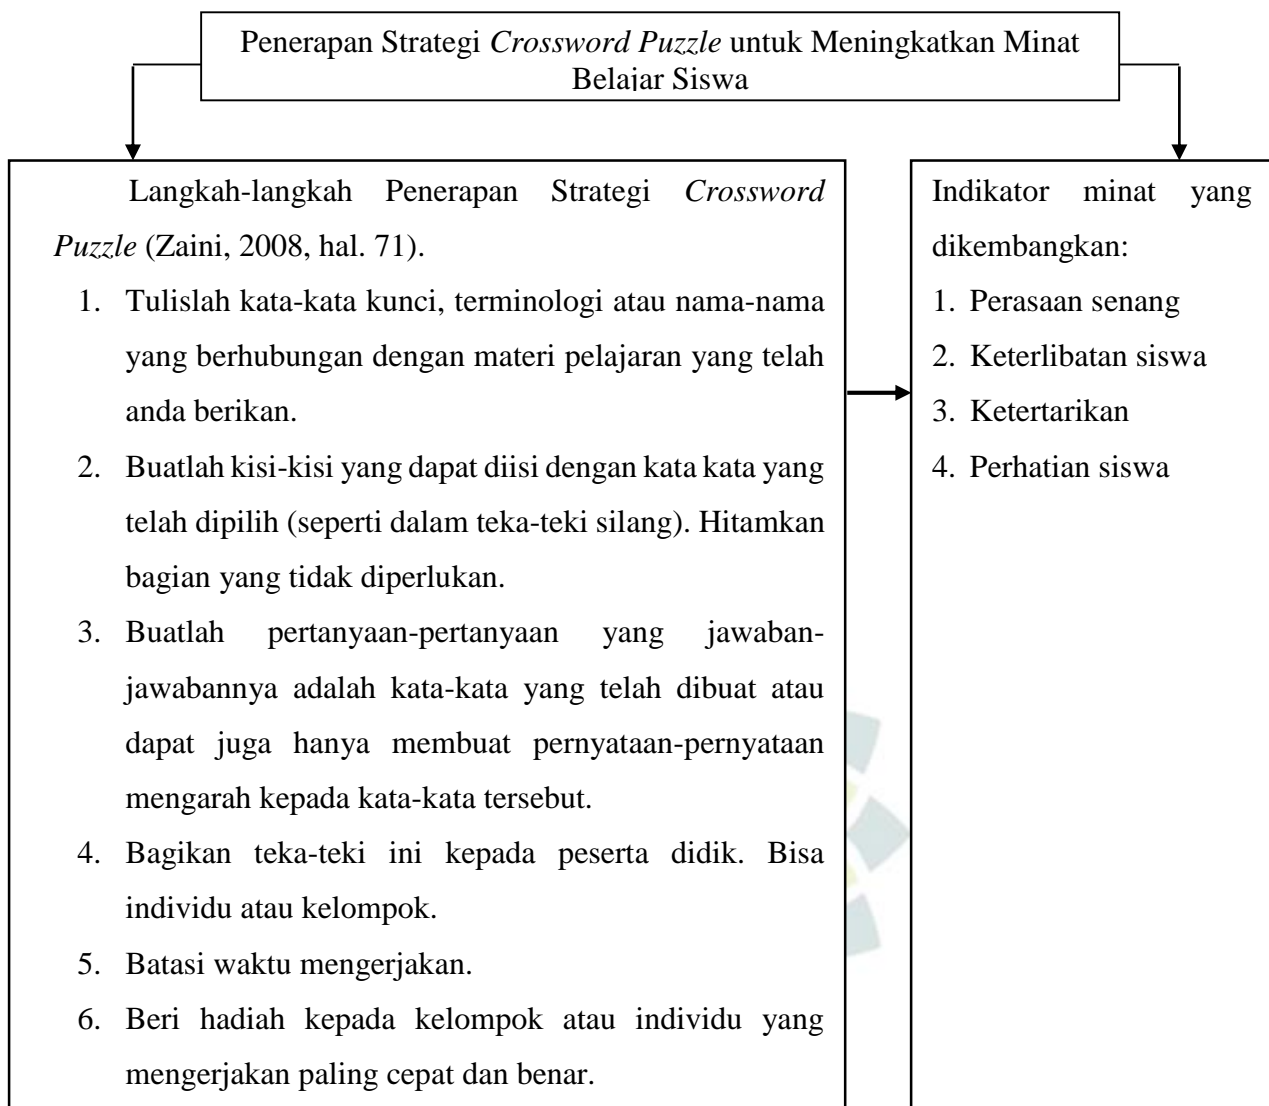 Penerapan Strategi Crossword Puzzle untuk Meningkatkan Minat
Belajar Siswa
Langkah-langkah Penerapan Strategi Crossword
Puzzle (Zaini, 2008, hal. 71).
1. Tulislah kata-kata kunci, terminologi atau nama-nama
yang berhubungan dengan materi pelajaran yang telah
anda berikan.
2. Buatlah kisi-kisi yang dapat diisi dengan kata kata yang
telah dipilih (seperti dalam teka-teki silang). Hitamkan
bagian yang tidak diperlukan.
3. Buatlah pertanyaan-pertanyaan yang jawaban-
jawabannya adalah kata-kata yang telah dibuat atau
dapat juga hanya membuat pernyataan-pernyataan
mengarah kepada kata-kata tersebut.
4. Bagikan teka-teki ini kepada peserta didik. Bisa
individu atau kelompok.
5. Batasi waktu mengerjakan.
6. Beri hadiah kepada kelompok atau individu yang
mengerjakan paling cepat dan benar.
Indikator minat yang
dikembangkan:
1. Perasaan senang
2. Keterlibatan siswa
3. Ketertarikan
4. Perhatian siswa